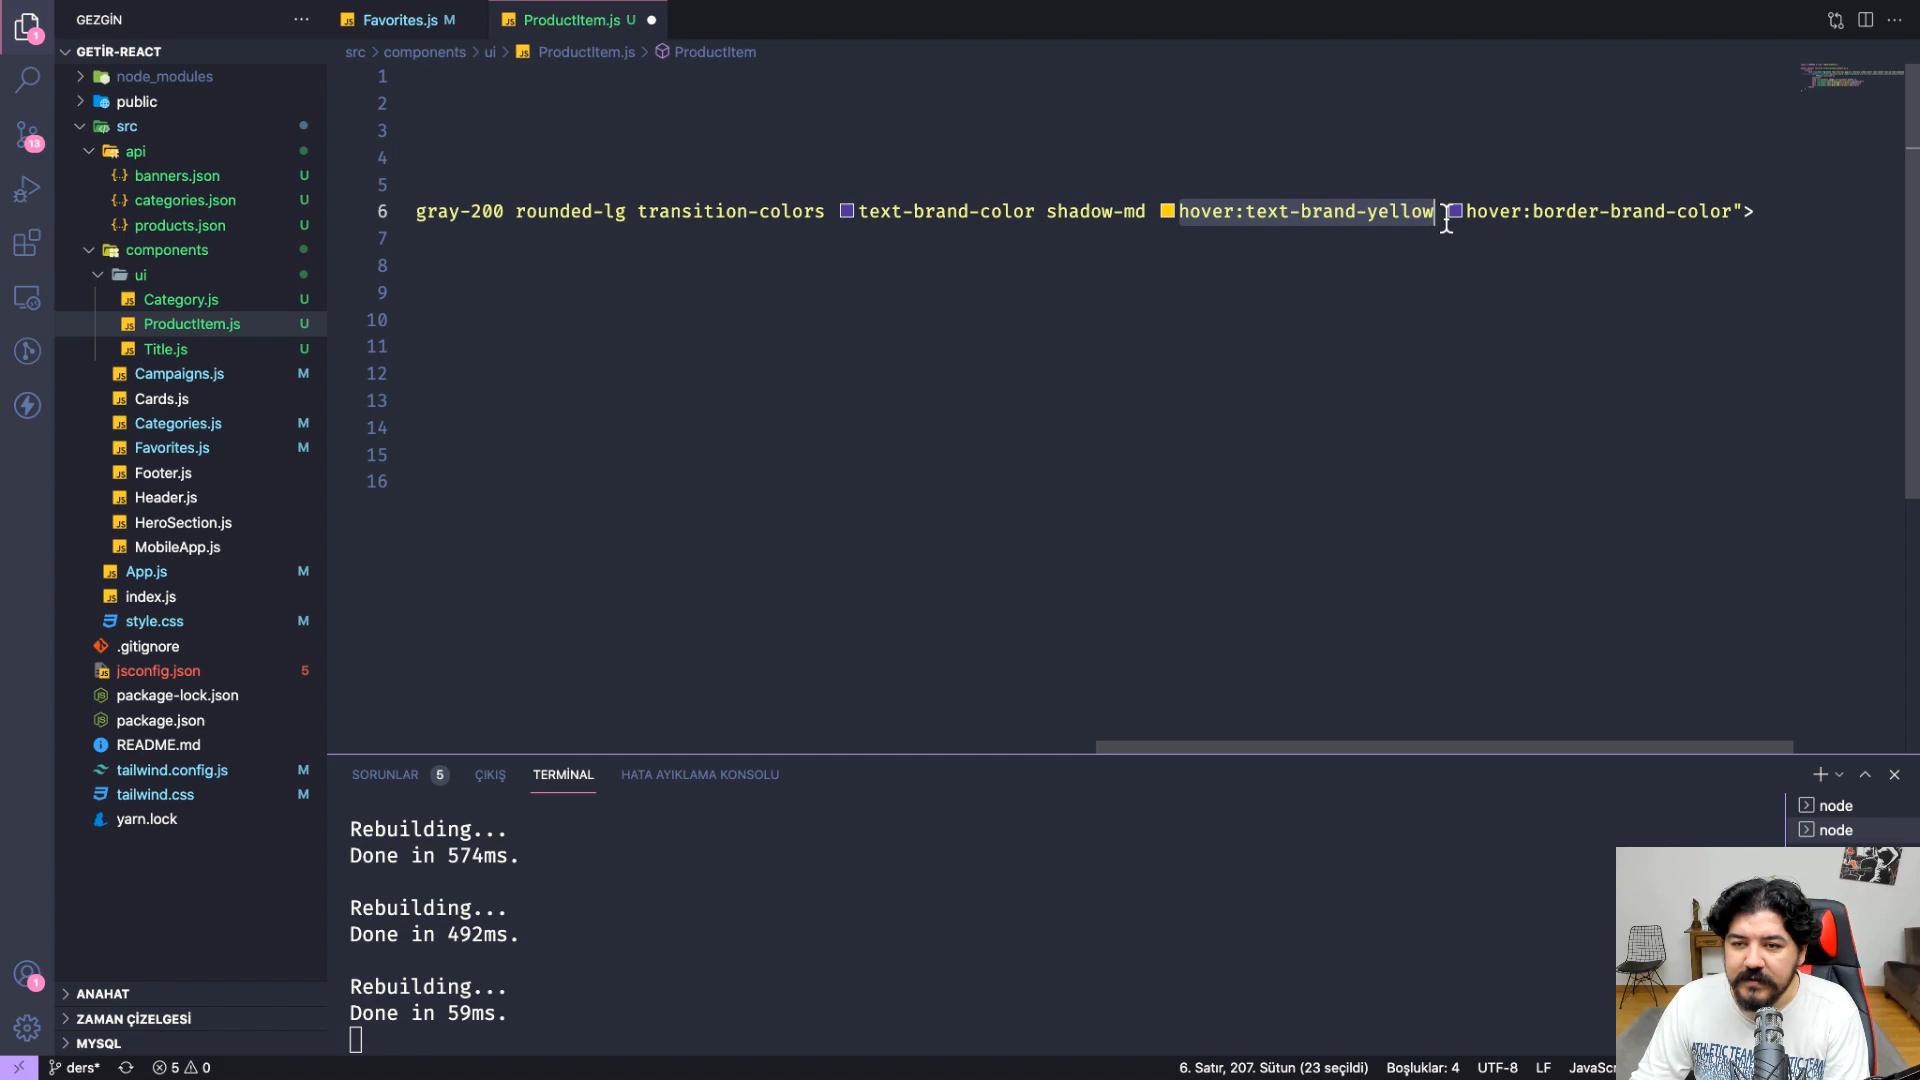 GEZGİN
Favorites.js M
ProductItem.js U
GETİR-REACT
src > components > ui > ProductItem.js > ProductItem
node_modules
public
src
api
banners.json U
categories.json U
products.json U
components
ui
Category.js U
ProductItem.js U
Title.js U
Campaigns.js M
Cards.js
Categories.js M
Favorites.js M
Footer.js
Header.js
HeroSection.js
MobileApp.js
App.js M
index.js
style.css M
.gitignore
jsconfig.json 5
package-lock.json
package.json
README.md
tailwind.config.js M
tailwind.css M
yarn.lock
ANAHAT
ZAMAN ÇİZELGESİ
MYSQL
1
13
1
1
2
3
4
5
6 gray-200 rounded-lg transition-colors text-brand-color shadow-md hover:text-brand-yellow hover:border-brand-color">
7
8
9
10
11
12
13
14
15
16
SORUNLAR 5 ÇIKIŞ TERMİNAL HATA AYIKLAMA KONSOLU
node
node
Rebuilding...
Done in 574ms.
Rebuilding...
Done in 492ms.
Rebuilding...
Done in 59ms.
ATHLETIC TEAM
ders* 5 0
6. Satır, 207. Sütun (23 seçildi) Boşluklar: 4 UTF-8 LF JavaScr